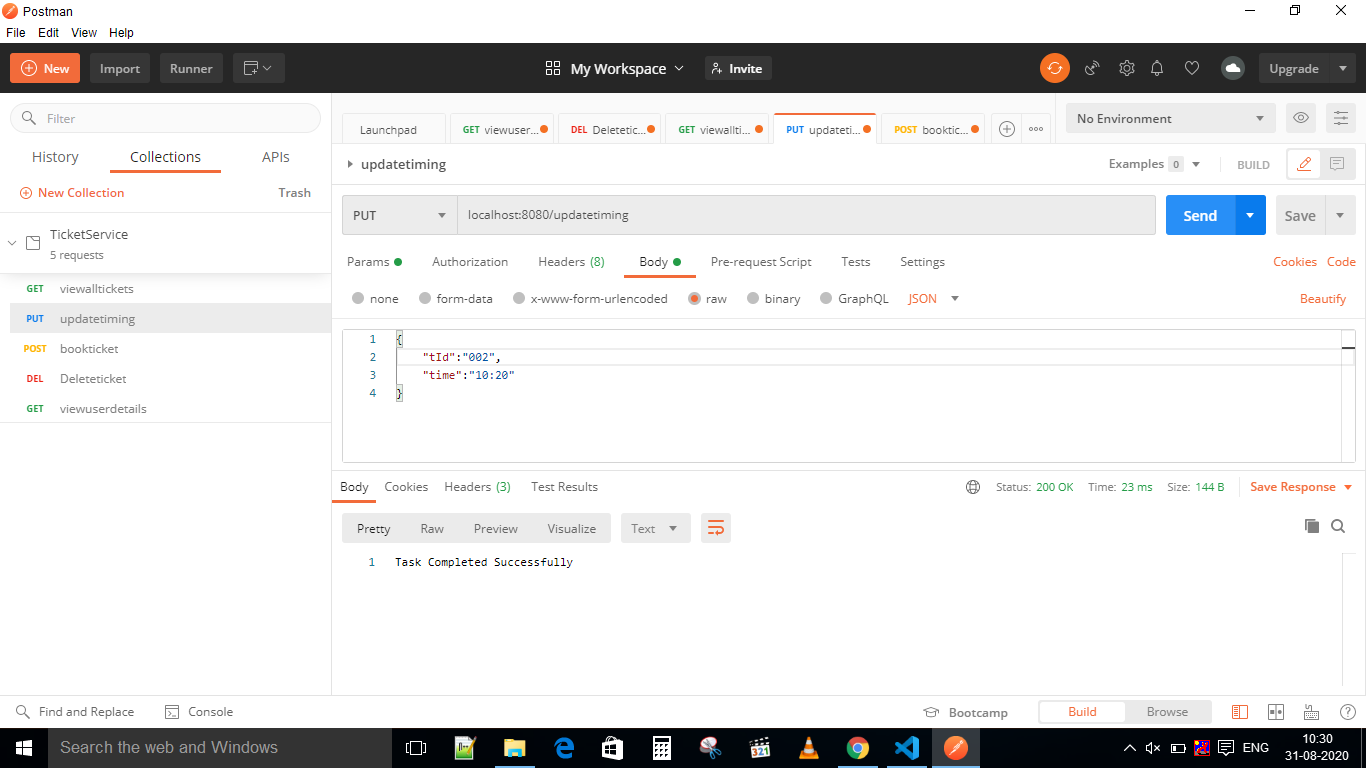 Postman
File Edit View Help
New Import Runner My Workspace Invite Upgrade
Filter
History Collections APIs
New Collection Trash
TicketService
5 requests
GET viewalltickets
PUT updatetiming
POST bookticket
DEL Deleteticket
GET viewuserdetails
Launchpad GET viewuser... DEL Deletetic... GET viewallti... PUT updateti... POST booktic... No Environment
updatetiming Examples 0 BUILD
PUT localhost:8080/updatetiming Send Save
Params Authorization Headers (8) Body Pre-request Script Tests Settings Cookies Code
none form-data x-www-form-urlencoded raw binary GraphQL JSON Beautify
1 {
2 "tId":"002",
3 "time":"10:20"
4 }
Body Cookies Headers (3) Test Results Status: 200 OK Time: 23 ms Size: 144 B Save Response
Pretty Raw Preview Visualize Text
1 Task Completed Successfully
Find and Replace Console Bootcamp Build Browse
Search the web and Windows 321 ENG 10:30
31-08-2020